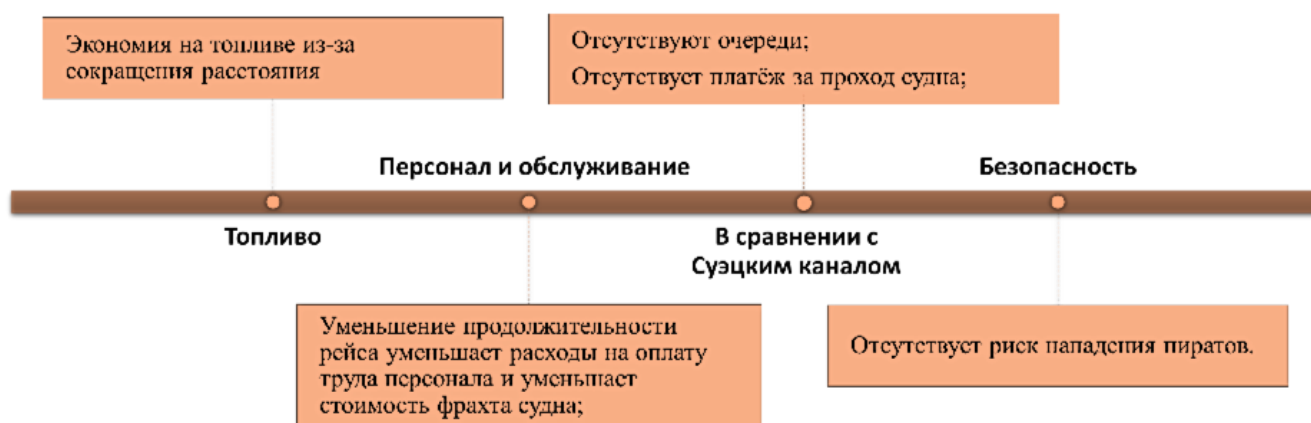 Экономия на топливе из-за
сокращения расстояния
Отсутствуют очереди;
Отсутствует платёж за проход судна;
Персонал и обслуживание
Безопасность
Топливо
В сравнении с
Суэцким каналом
Уменьшение продолжительности
рейса уменьшает расходы на оплату
труда персонала и уменьшает
стоимость фрахта судна;
Отсутствует риск нападения пиратов.